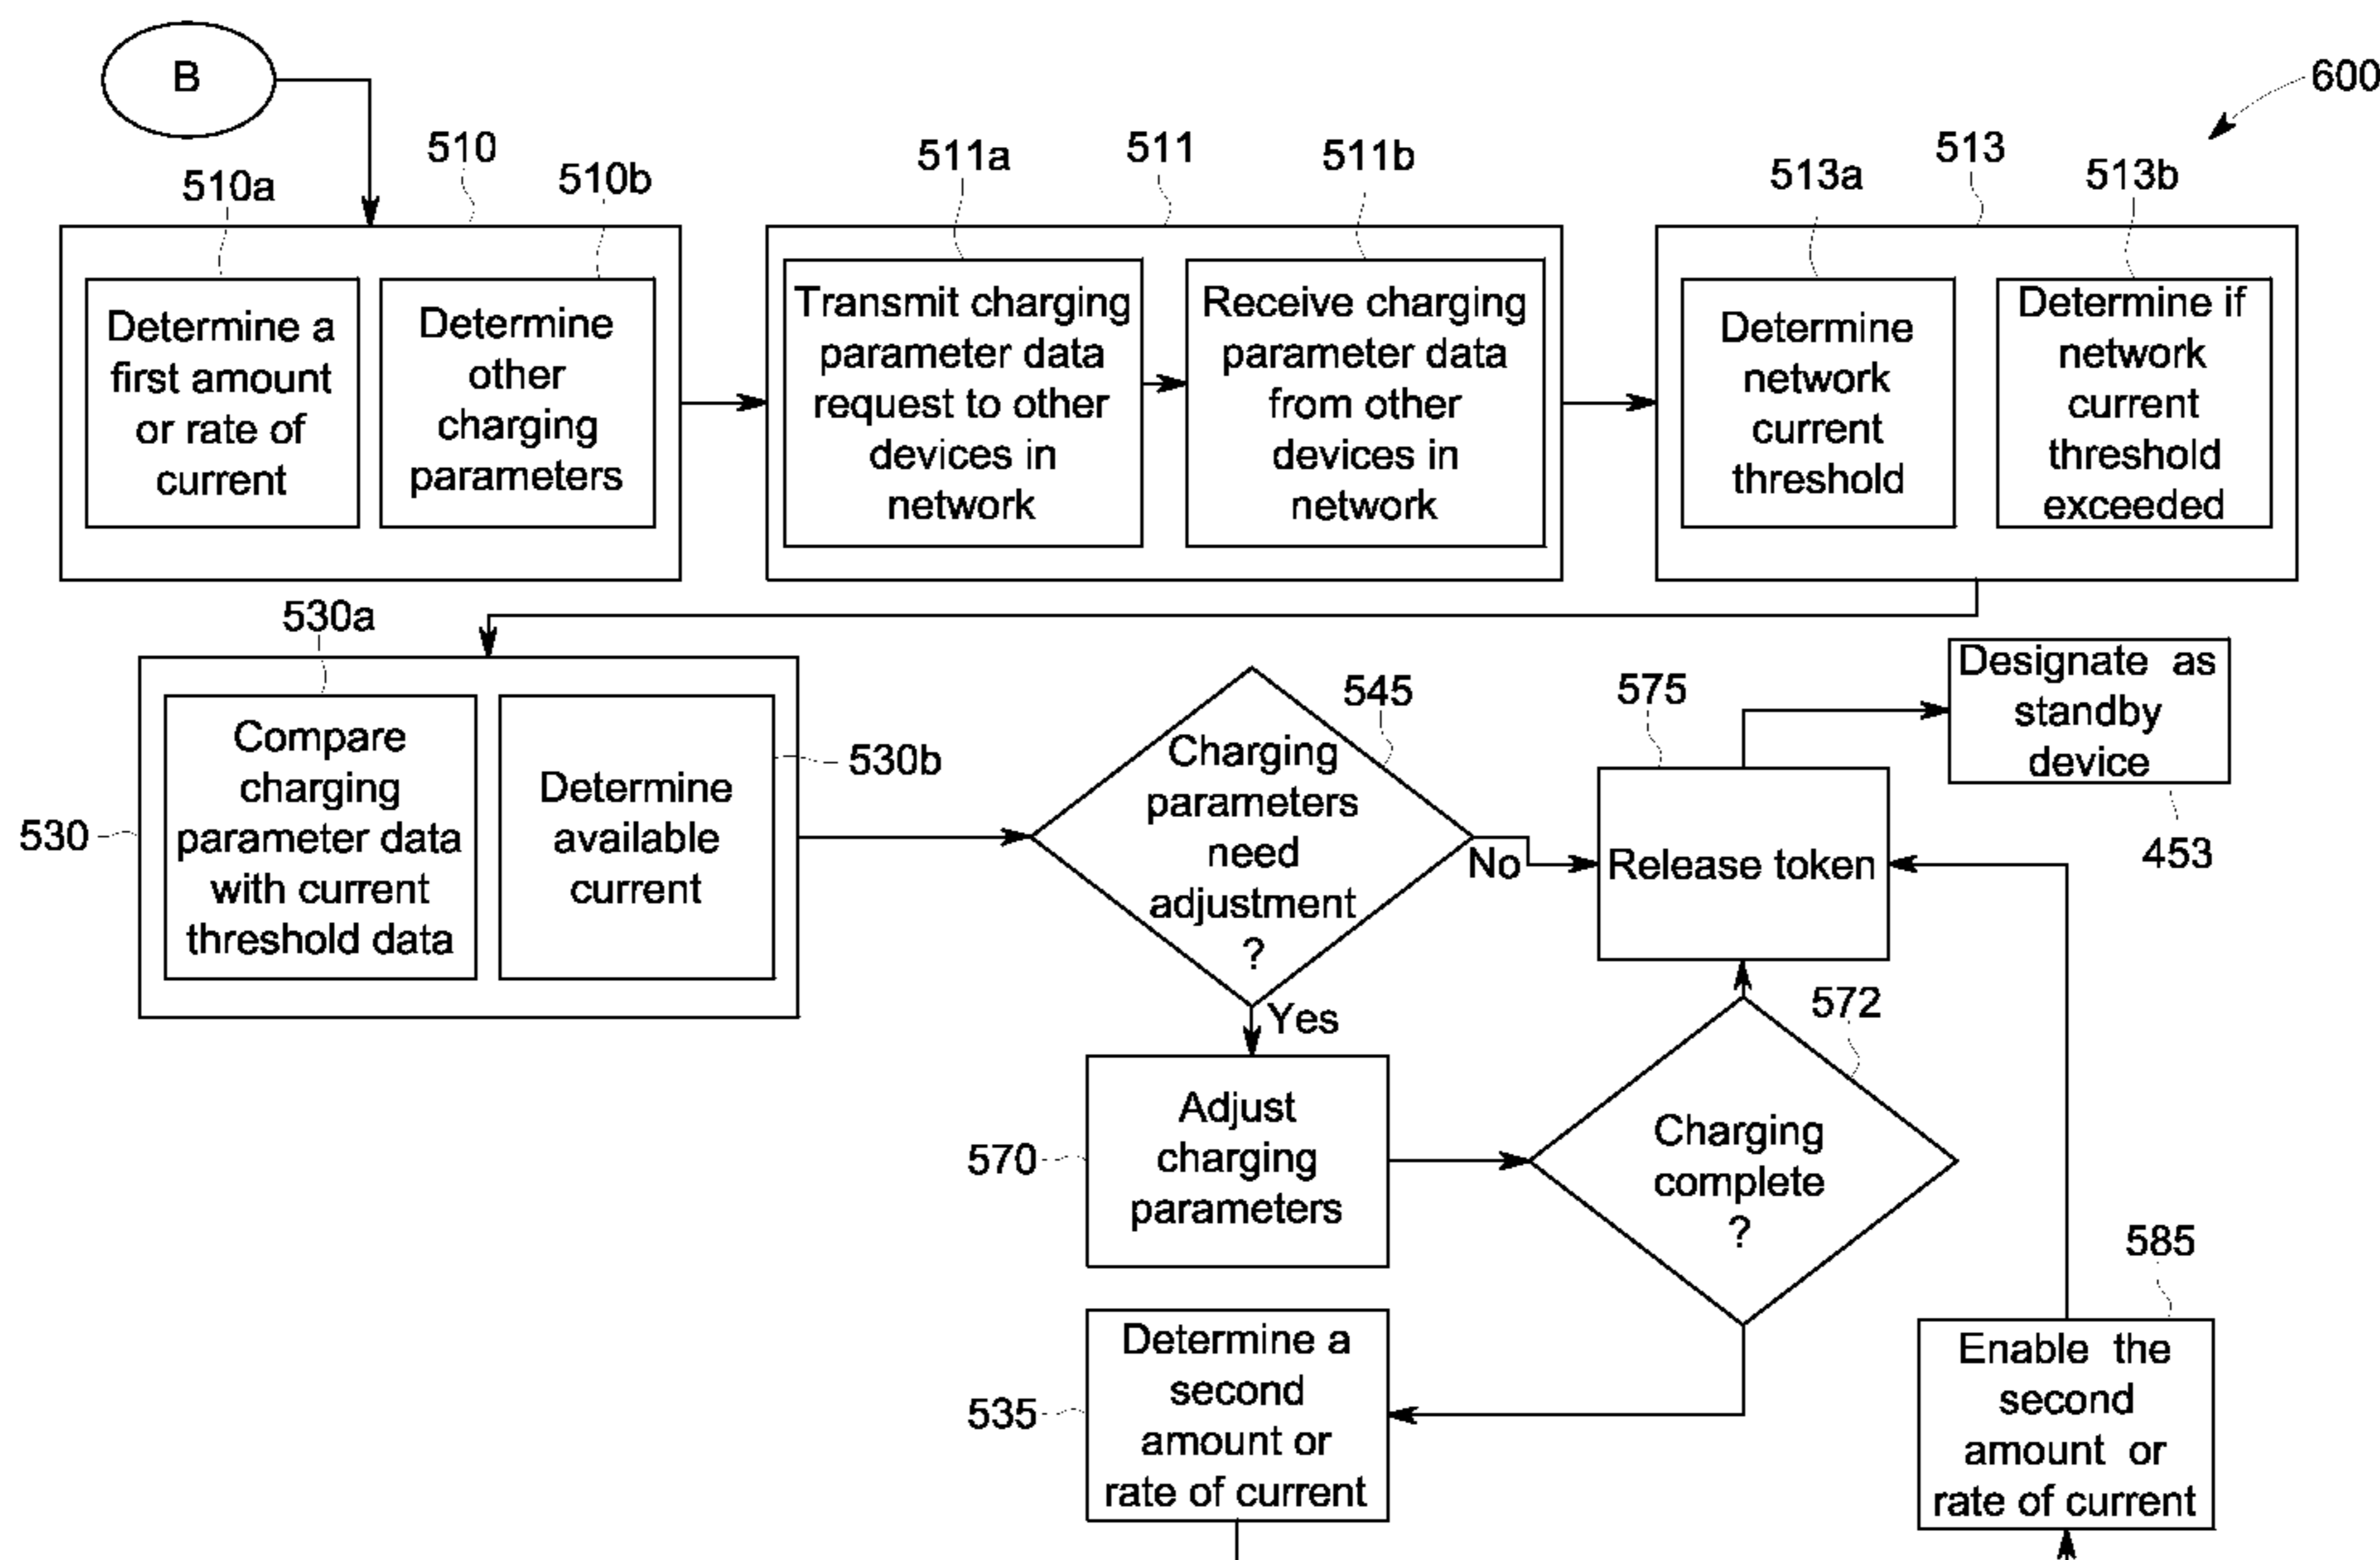 B
600
510
510a
510b
511a
511
511b
513a
513
513b
Determine a
first amount
or rate of
current
Determine
other
charging
parameters
Transmit charging
parameter data
request to other
devices in
network
Receive charging
parameter data
from other
devices in
network
Determine
network
current
threshold
Determine if
network
current
threshold
exceeded
530a
530
Compare
charging
parameter data
with current
threshold data
Determine
available
current
530b
545
Charging
parameters
need
adjustment
?
No
Yes
575
Release token
Designate as
standby
device
453
570
Adjust
charging
parameters
572
Charging
complete
?
535
Determine a
second
amount or
rate of current
585
Enable the
second
amount or
rate of current